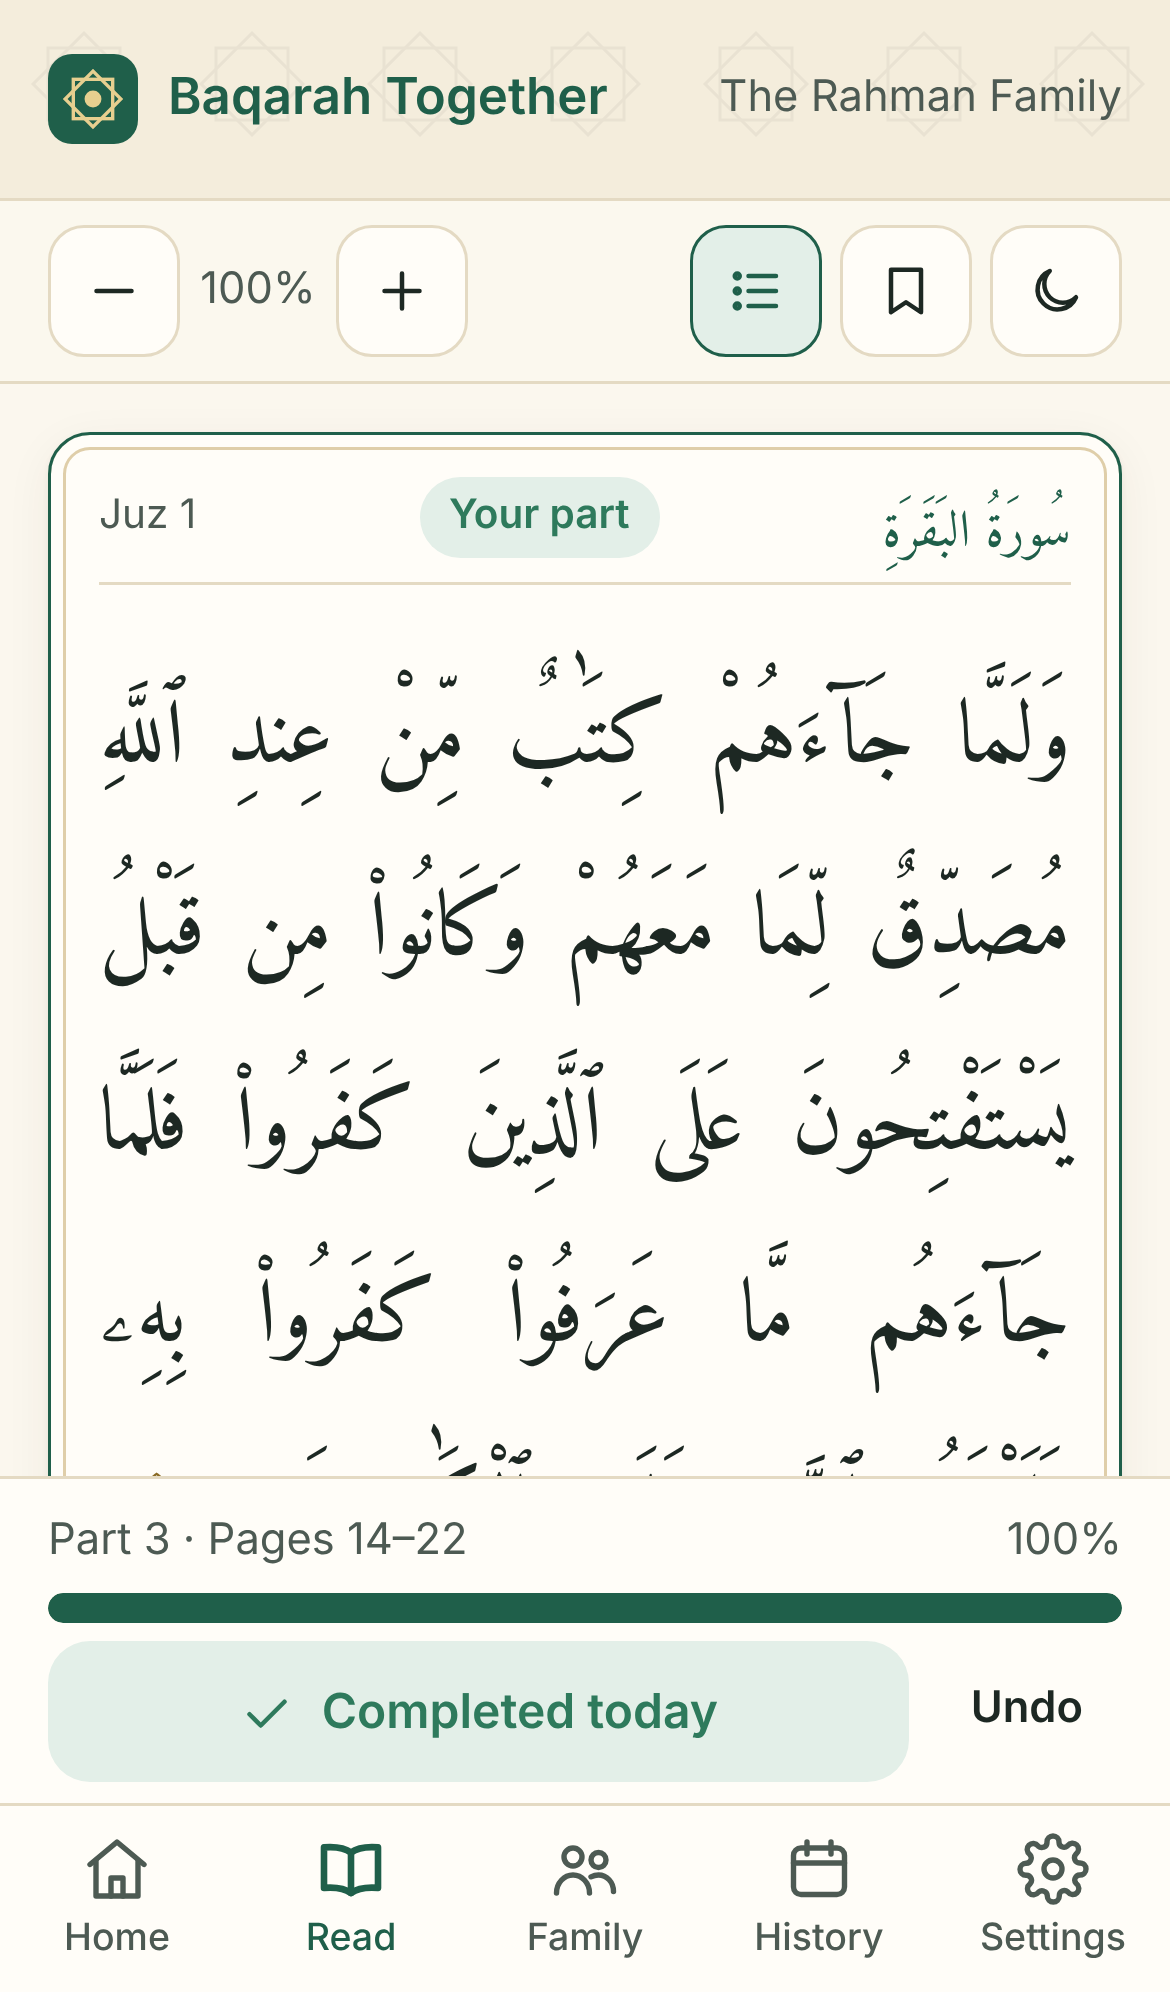 Baqarah Together
The Rahman Family
100%
Juz 1
Your part
سُورَةُ البَقَرَةِ
وَلَمَّا جَآءَهُمْ كِتَٰبٌ مِّنْ عِندِ ٱللَّهِ
مُصَدِّقٌ لِّمَا مَعَهُمْ وَكَانُوا۟ مِن قَبْلُ
يَسْتَفْتِحُونَ عَلَى ٱلَّذِينَ كَفَرُوا۟ فَلَمَّا
جَآءَهُم مَّا عَرَفُوا۟ كَفَرُوا۟ بِهِۦ
Part 3 · Pages 14–22
100%
Completed today
Undo
Home
Read
Family
History
Settings